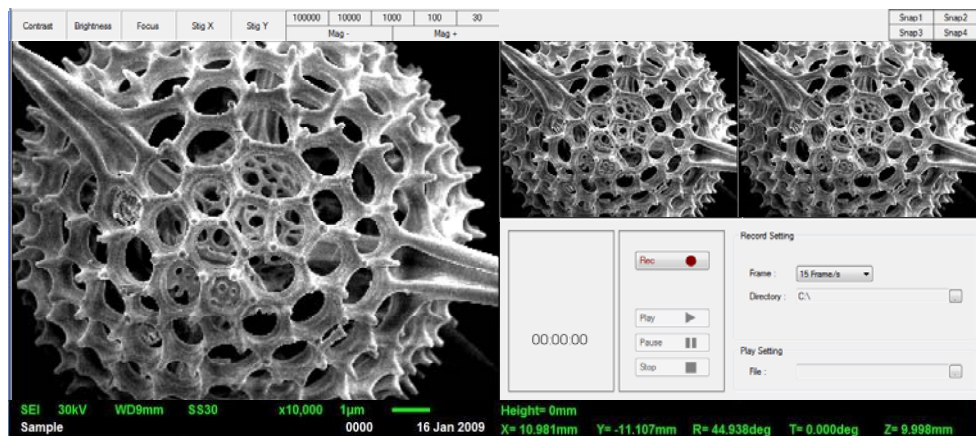 Contrast Brightness Focus Stig X Stig Y 100000 10000 1000 100 30
Mag - Mag +
Snap1 Snap2
Snap3 Snap4
Record Setting
Rec
Frame : 15 Frame/s
Directory : C:\
Play
00:00:00
Pause
Play Setting
Stop
File :
SEI 30kV WD9mm SS30 x10,000 1µm
Sample 0000 16 Jan 2009
Height= 0mm
X= 10.981mm Y= -11.107mm R= 44.938deg T= 0.000deg Z= 9.998mm